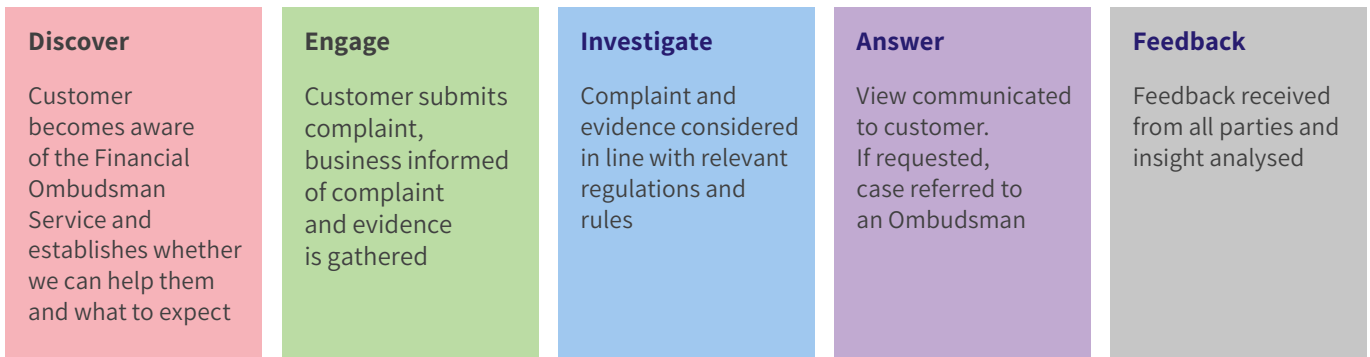 Discover
Customer
becomes aware
of the Financial
Ombudsman
Service and
establishes whether
we can help them
and what to expect
Engage
Customer submits
complaint,
business informed
of complaint
and evidence
is gathered
Investigate
Complaint and
evidence considered
in line with relevant
regulations and
rules
Answer
View communicated
to customer.
If requested,
case referred to
an Ombudsman
Feedback
Feedback received
from all parties and
insight analysed